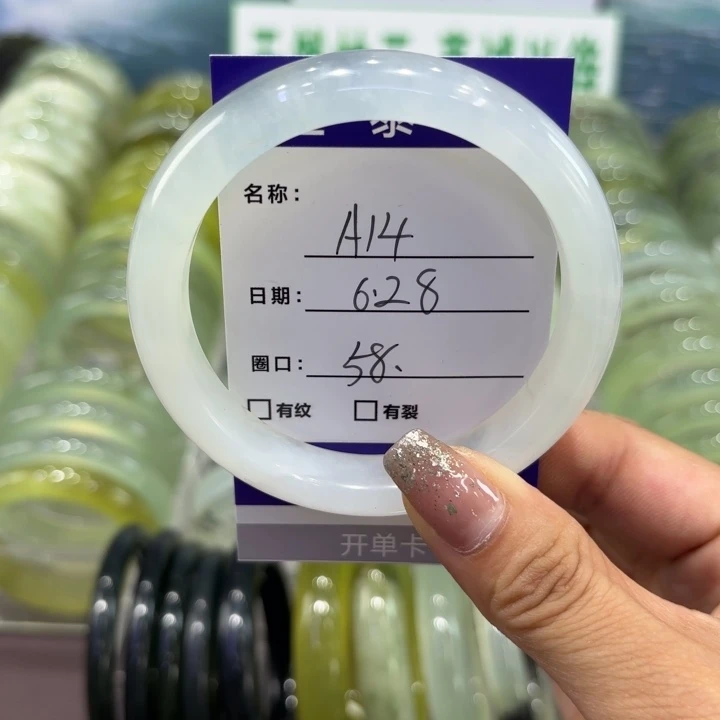 名称: A14
日期: 6.28
圈口: 58.
□有纹 □有裂
开单卡